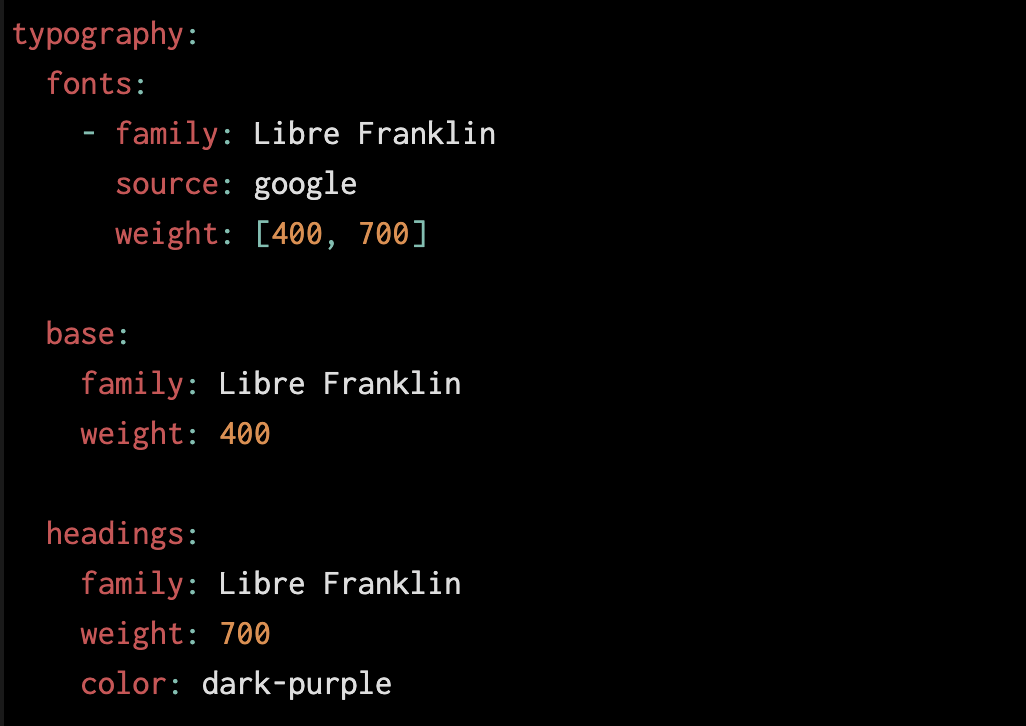 typography:
  fonts:
    - family: Libre Franklin
      source: google
      weight: [400, 700]

  base:
    family: Libre Franklin
    weight: 400

  headings:
    family: Libre Franklin
    weight: 700
    color: dark-purple